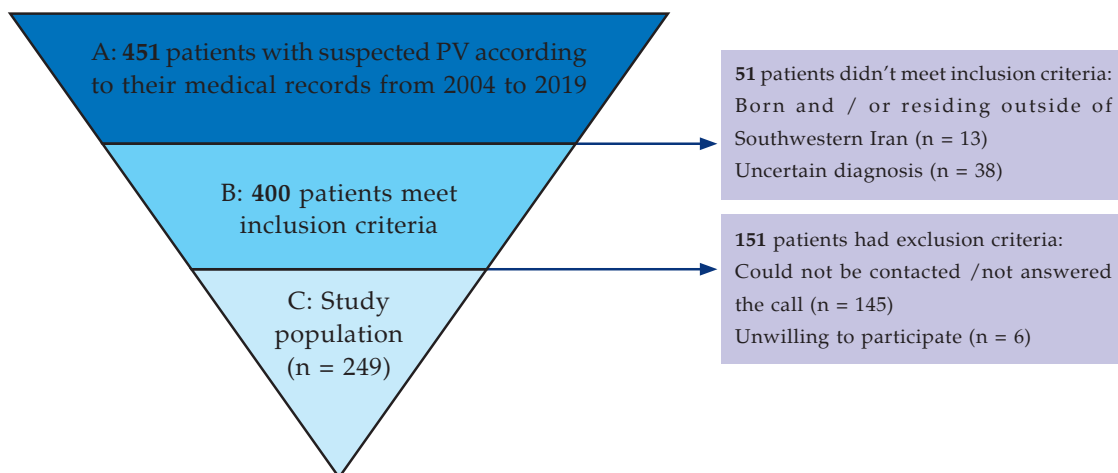 A: 451 patients with suspected PV according
to their medical records from 2004 to 2019
51 patients didn't meet inclusion criteria:
Born and / or residing outside of
Southwestern Iran (n = 13)
Uncertain diagnosis (n = 38)
B: 400 patients meet
inclusion criteria
151 patients had exclusion criteria:
Could not be contacted /not answered
the call (n = 145)
Unwilling to participate (n = 6)
C: Study
population
(n = 249)